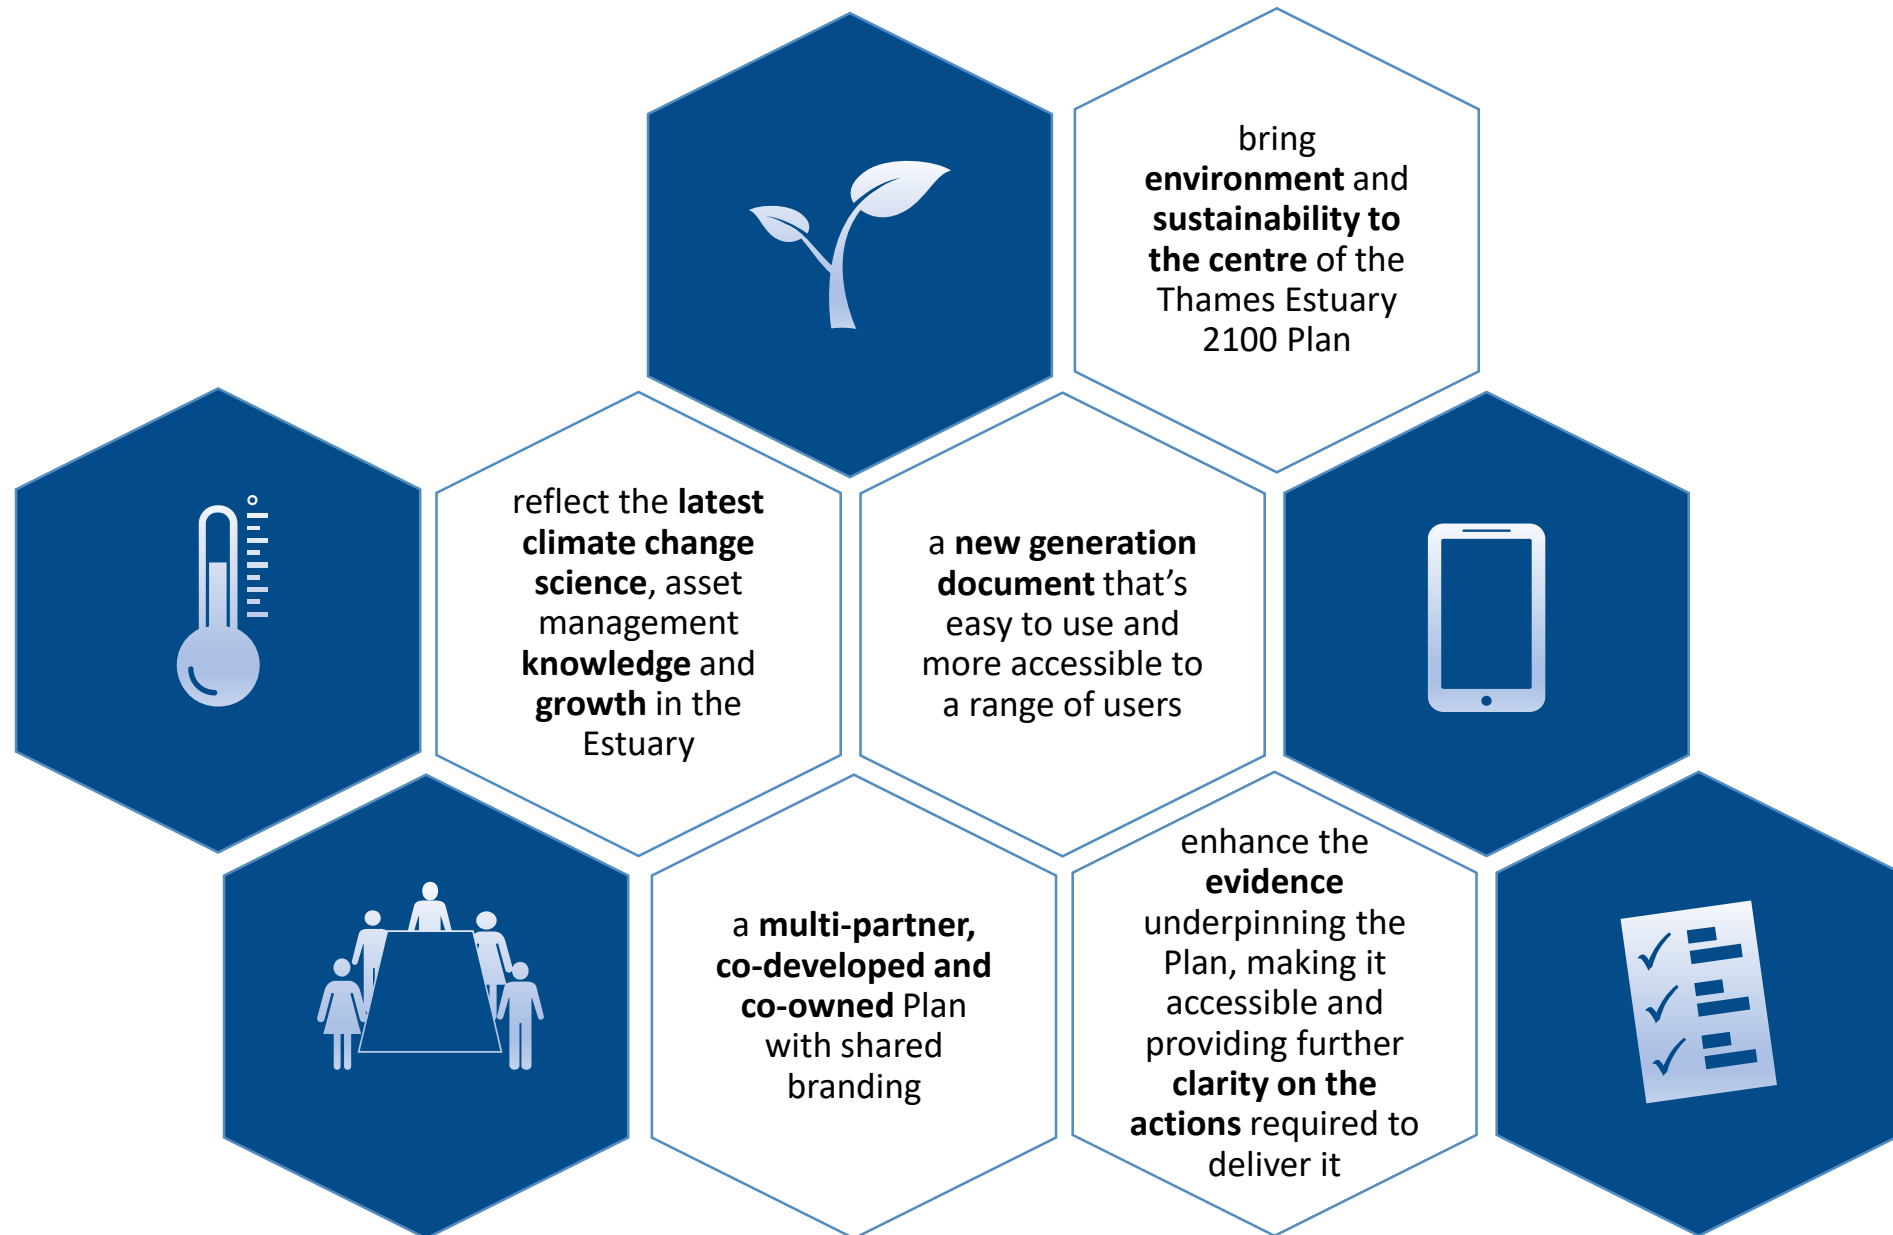 bring
environment and
sustainability to
the centre of the
Thames Estuary
2100 Plan
reflect the latest
climate change
science, asset
management
knowledge and
growth in the
Estuary
a new generation
document that’s
easy to use and
more accessible to
a range of users
a multi-partner,
co-developed and
co-owned Plan
with shared
branding
enhance the
evidence
underpinning the
Plan, making it
accessible and
providing further
clarity on the
actions required to
deliver it